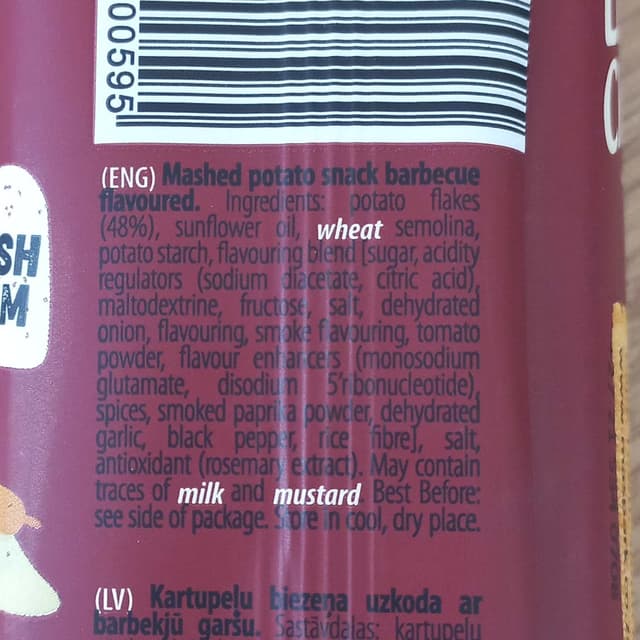 00595
SH
M
(ENG) Mashed potato snack barbecue
flavoured. Ingredients: potato flakes
(48%), sunflower oil, wheat semolina,
potato starch, flavouring blend [sugar, acidity
regulators (sodium diacetate, citric acid),
maltodextrine, fructose, salt, dehydrated
onion, flavouring, smoke flavouring, tomato
powder, flavour enhancers (monosodium
glutamate, disodium 5'ribonucleotide),
spices, smoked paprika powder, dehydrated
garlic, black pepper, rice fibre], salt,
antioxidant (rosemary extract). May contain
traces of milk and mustard. Best Before:
see side of package. Store in cool, dry place.
(LV) Kartupeļu biezeņa uzkoda ar
barbekjū garšu. Sastāvdaļas: kartupeļu